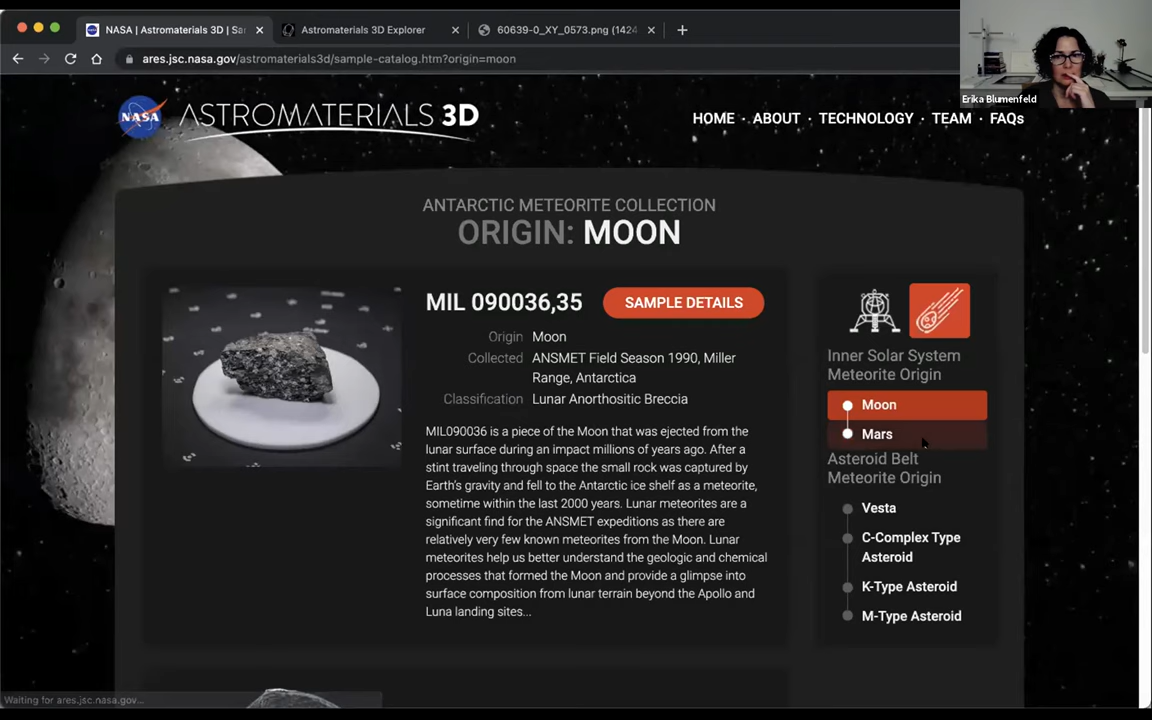 NASA | Astromaterials 3D | Sar
Astromaterials 3D Explorer
60639-0_XY_0573.png (1424
ares.jsc.nasa.gov/astromaterials3d/sample-catalog.htm?origin=moon
Erika Blumenfeld
NASA
ASTROMATERIALS 3D
HOME · ABOUT · TECHNOLOGY · TEAM · FAQs
ANTARCTIC METEORITE COLLECTION
ORIGIN: MOON
MIL 090036,35
SAMPLE DETAILS
Origin Moon
Collected ANSMET Field Season 1990, Miller
Range, Antarctica
Classification Lunar Anorthositic Breccia
MIL090036 is a piece of the Moon that was ejected from the
lunar surface during an impact millions of years ago. After a
stint traveling through space the small rock was captured by
Earth's gravity and fell to the Antarctic ice shelf as a meteorite,
sometime within the last 2000 years. Lunar meteorites are a
significant find for the ANSMET expeditions as there are
relatively very few known meteorites from the Moon. Lunar
meteorites help us better understand the geologic and chemical
processes that formed the Moon and provide a glimpse into
surface composition from lunar terrain beyond the Apollo and
Luna landing sites...
Inner Solar System
Meteorite Origin
Moon
Mars
Asteroid Belt
Meteorite Origin
Vesta
C-Complex Type
Asteroid
K-Type Asteroid
M-Type Asteroid
Waiting for ares.jsc.nasa.gov...